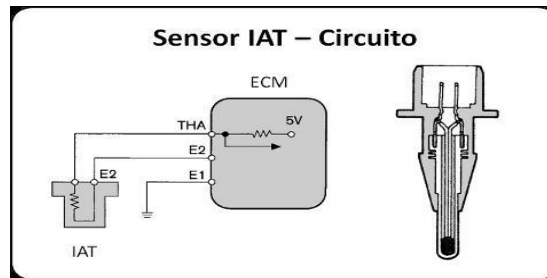 Sensor IAT – Circuito
ECM
THA
5V
E2
E1
E2
IAT